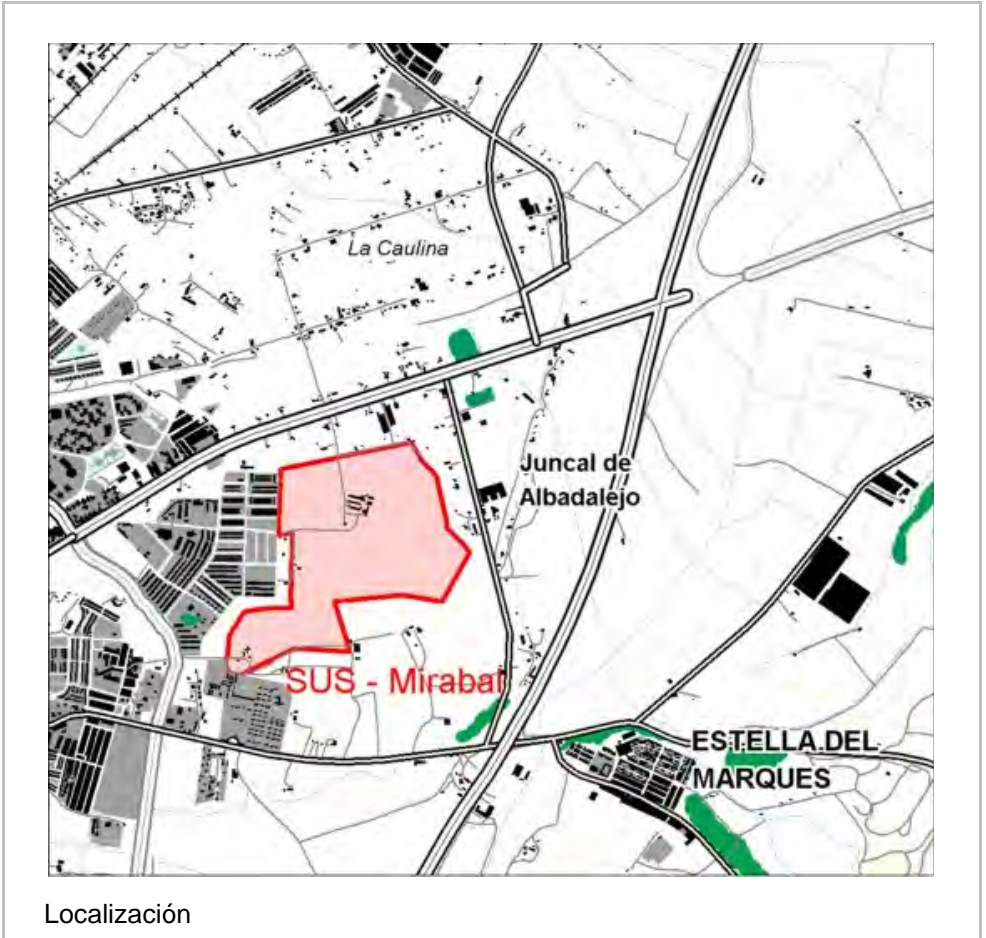 La Caulina
Juncal de
Albadalejo
SUS - Mirabal
ESTELLA DEL
MARQUES
Localización